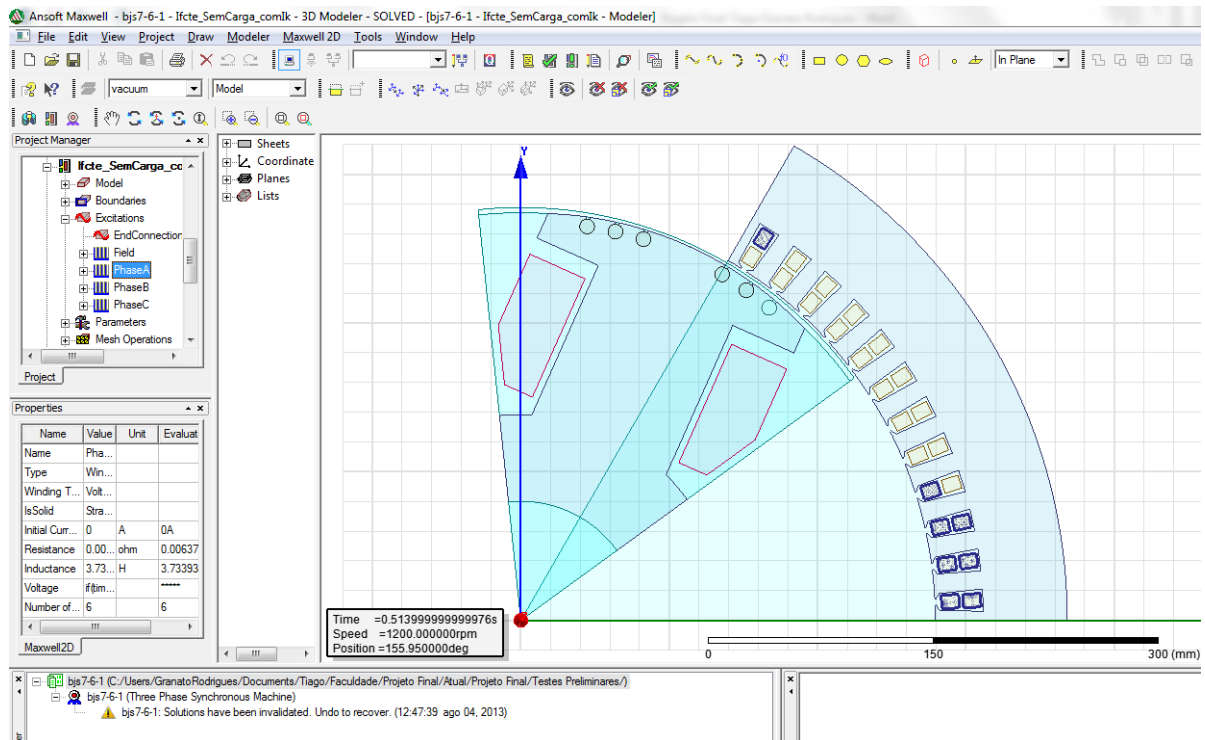 Ansoft Maxwell - bjs7-6-1 - Ifcte_SemCarga_comIk - 3D Modeler - SOLVED - [bjs7-6-1 - Ifcte_SemCarga_comIk - Modeler]
File Edit View Project Draw Modeler Maxwell 2D Tools Window Help
In Plane
vacuum Model
Project Manager
Ifcte_SemCarga_co
Model
Boundaries
Excitations
EndConnection
Field
PhaseA
PhaseB
PhaseC
Parameters
Mesh Operations
Project
Sheets
Coordinate
Planes
Lists
Y
Properties
Name Value Unit Evaluat
Name Pha...
Type Win...
Winding T... Volt...
IsSolid Stra...
Initial Curr... 0 A 0A
Resistance 0.00... ohm 0.00637
Inductance 3.73... H 3.73393
Voltage if(tim... *****
Number of... 6 6
Maxwell2D
Time =0.513999999999976s
Speed =1200.000000rpm
Position =155.950000deg
0 150 300 (mm)
bjs7-6-1 (C:/Users/GranatoRodrigues/Documents/Tiago/Faculdade/Projeto Final/Atual/Projeto Final/Testes Preliminares/)
bjs7-6-1 (Three Phase Synchronous Machine)
bjs7-6-1: Solutions have been invalidated. Undo to recover. (12:47:39 ago 04, 2013)